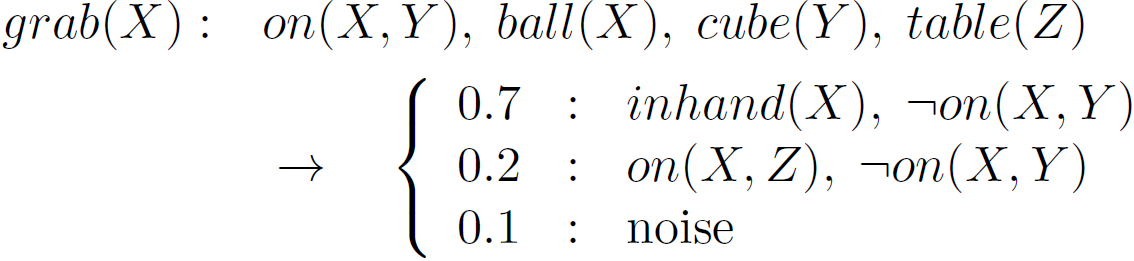 grab(X) : on(X, Y), ball(X), cube(Y), table(Z)
→ { 0.7 : inhand(X), ¬on(X, Y)
0.2 : on(X, Z), ¬on(X, Y)
0.1 : noise